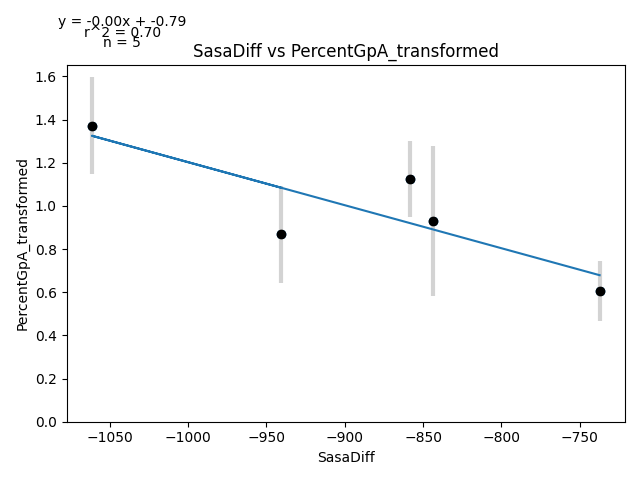 y = -0.00x + -0.79
r^2 = 0.70
n = 5
SasaDiff vs PercentGpA_transformed
1.6
1.4
1.2
1.0
0.8
0.6
0.4
0.2
0.0
PercentGpA_transformed
−1050
−1000
−950
−900
−850
−800
−750
SasaDiff